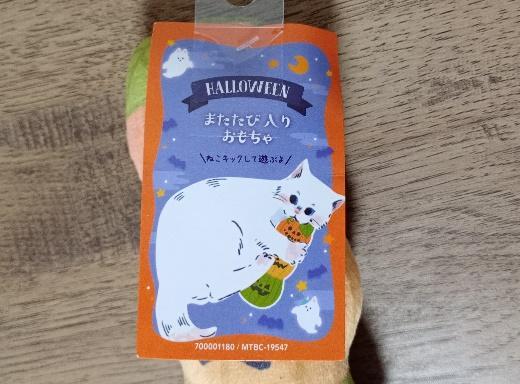 HALLOWEEN
またたび入り
おもちゃ
\ねこキックして遊ぶよ/
700001180 / MTBC-19547